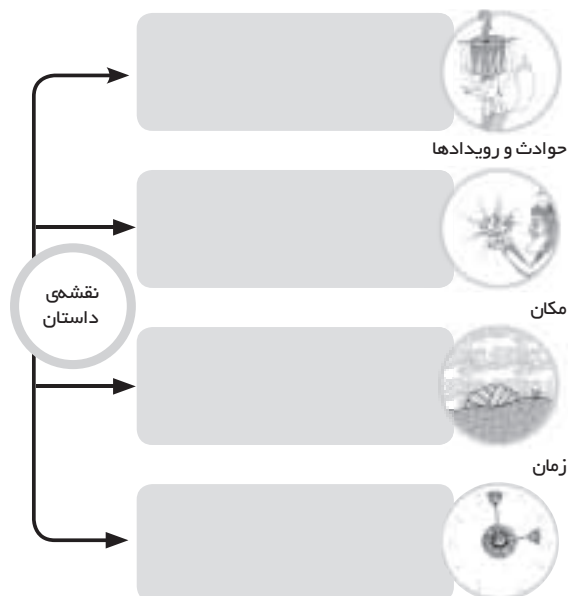 حوادث و رویدادها
مکان
نقشه‌ی
داستان
زمان